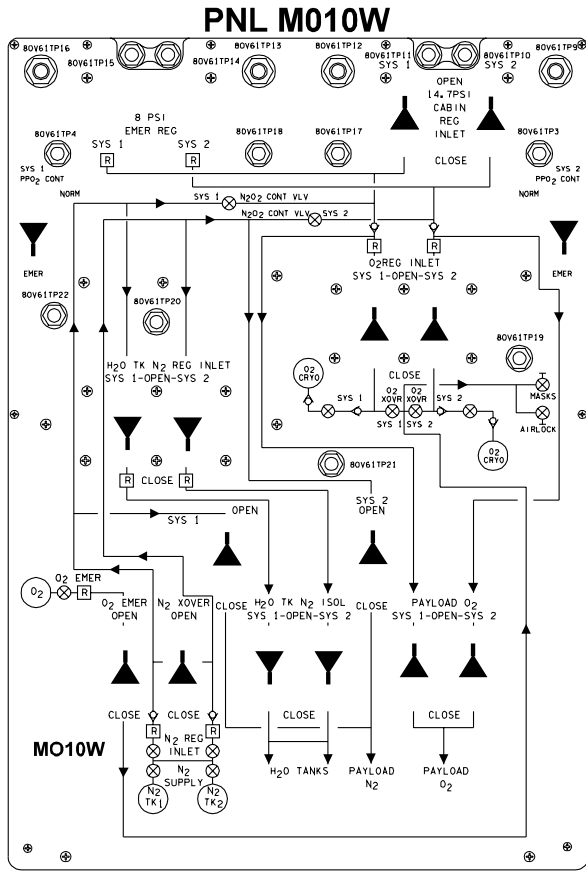 PNL M010W
80V61TP16
80V61TP15
80V61TP14
80V61TP13
80V61TP12
80V61TP11
SYS 1
80V61TP10
SYS 2
80V61TP9
OPEN
14.7PSI
CABIN
REG
INLET
CLOSE
8 PSI
EMER REG
SYS 1
SYS 2
R
R
80V61TP4
SYS 1
PPO2 CONT
NORM
EMER
80V61TP18
80V61TP17
80V61TP3
SYS 2
PPO2 CONT
NORM
EMER
SYS 1
N2O2 CONT VLV
N2O2 CONT VLV
SYS 2
R
R
O2REG INLET
SYS 1-OPEN-SYS 2
80V61TP22
80V61TP20
80V61TP19
H2O TK N2 REG INLET
SYS 1-OPEN-SYS 2
CLOSE
O2
CRYO
SYS 1
O2
XOVR
O2
XOVR
SYS 2
SYS 1
SYS 2
MASKS
AIRLOCK
O2
CRYO
80V61TP21
R
CLOSE
R
SYS 1
OPEN
SYS 2
OPEN
O2
O2 EMER
R
O2 EMER
OPEN
N2 XOVER
OPEN
CLOSE
H2O TK N2 ISOL
SYS 1-OPEN-SYS 2
CLOSE
PAYLOAD O2
SYS 1-OPEN-SYS 2
CLOSE
CLOSE
CLOSE
CLOSE
MO10W
R
N2 REG
INLET
R
N2
SUPPLY
N2
TK1
N2
TK2
H2O TANKS
PAYLOAD
N2
PAYLOAD
O2